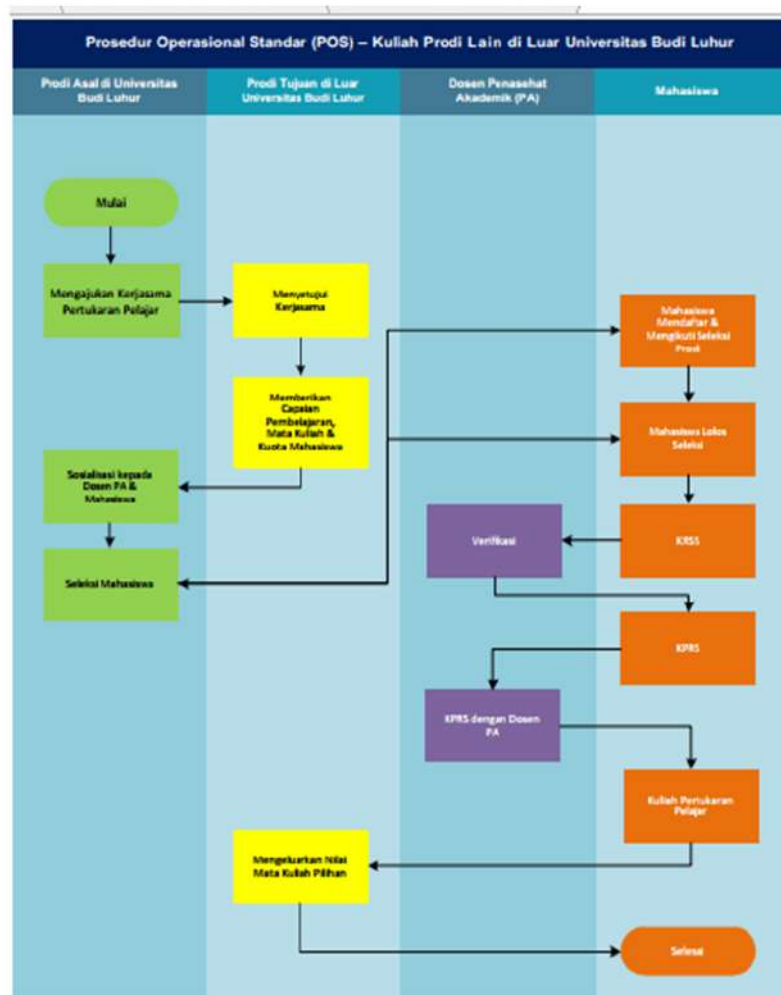 Prosedur Operasional Standar (POS) – Kuliah Prodi Lain di Luar Universitas Budi Luhur
Prodi Asal di Universitas
Budi Luhur
Prodi Tujuan di Luar
Universitas Budi Luhur
Dosen Penasehat
Akademik (PA)
Mahasiswa
Mulai
Mengajukan Kerjasama
Pertukaran Pelajar
Menyetujui
Kerjasama
Mahasiswa
Mendaftar &
Mengikuti Seleksi
Prodi
Memberikan
Capaian
Pembelajaran,
Mata Kuliah &
Kuota Mahasiswa
Mahasiswa Lolos
Seleksi
Sosialisasi kepada
Dosen PA &
Mahasiswa
Verifikasi
KRSS
Seleksi Mahasiswa
KPRS
KPRS dengan Dosen
PA
Kuliah Pertukaran
Pelajar
Mengeluarkan Nilai
Mata Kuliah Pilihan
Selesai